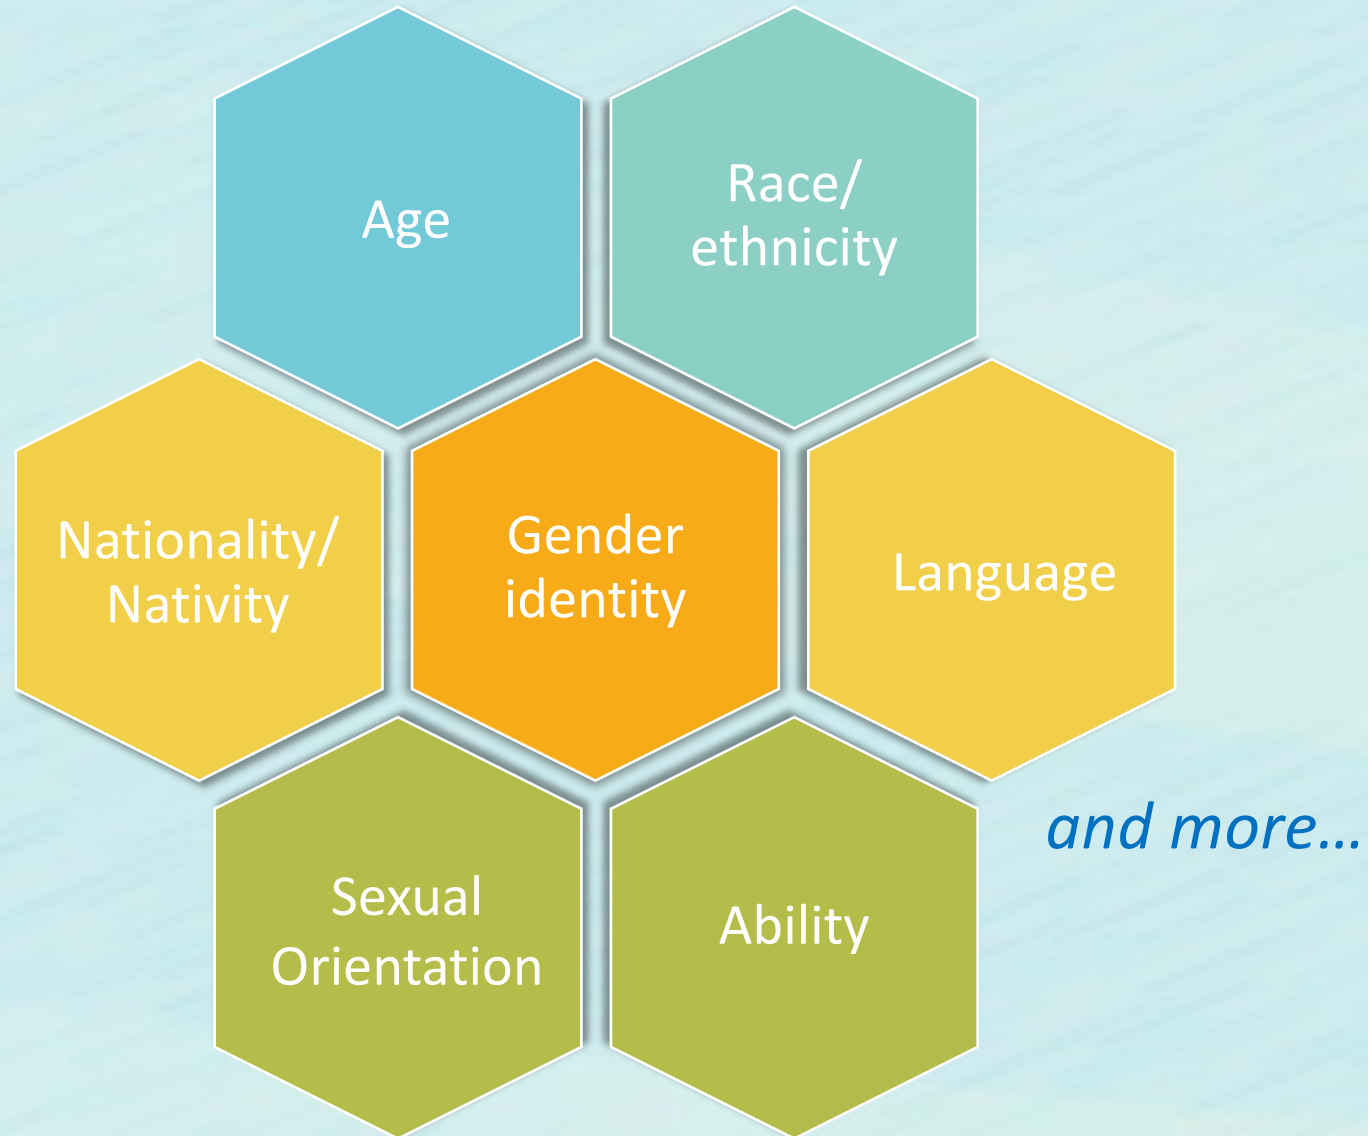 Age
Race/
ethnicity
Nationality/
Nativity
Gender
identity
Language
and more...
Sexual
Orientation
Ability